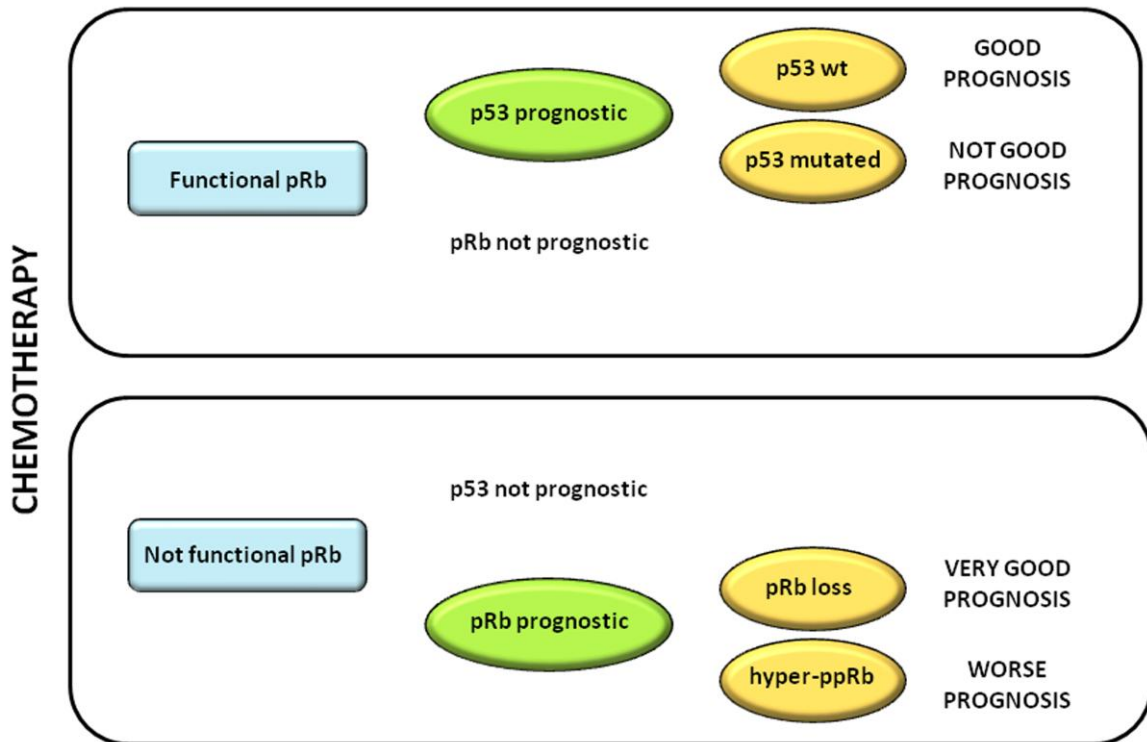 CHEMOTHERAPY
Functional pRb
p53 prognostic
pRb not prognostic
p53 wt
GOOD
PROGNOSIS
p53 mutated
NOT GOOD
PROGNOSIS
Not functional pRb
p53 not prognostic
pRb prognostic
pRb loss
VERY GOOD
PROGNOSIS
hyper-ppRb
WORSE
PROGNOSIS